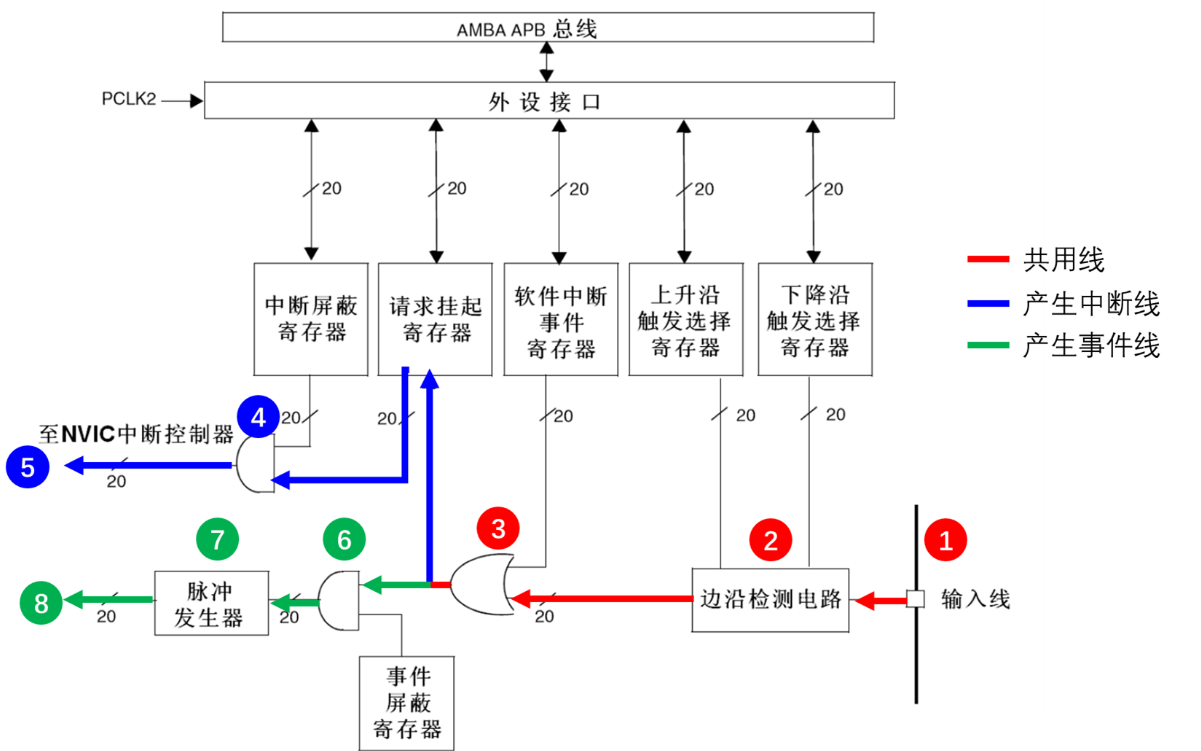 AMBA APB 总线
PCLK2
外 设 接 口
20
20
20
20
20
中断屏蔽
寄存器
请求挂起
寄存器
软件中断
事件
寄存器
上升沿
触发选择
寄存器
下降沿
触发选择
寄存器
共用线
产生中断线
产生事件线
20
20
20
20
20
4
至NVIC中断控制器
5
20
3
2
1
7
6
8
20
脉冲
发生器
20
20
边沿检测电路
输入线
事件
屏蔽
寄存器